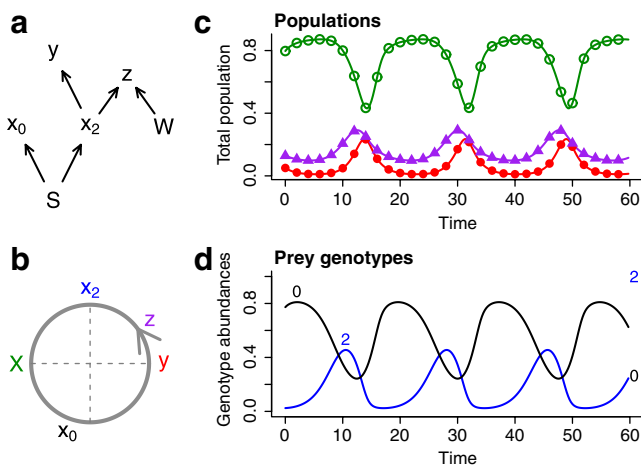 a
y
z
x0
x2
W
S
b
x2
z
X
y
x0
c
Populations
Total population
0.0
0.4
0.8
0 10 20 30 40 50 60
Time
d
Prey genotypes
Genotype abundances
0.0
0.4
0.8
0
2
2
0
0 10 20 30 40 50 60
Time